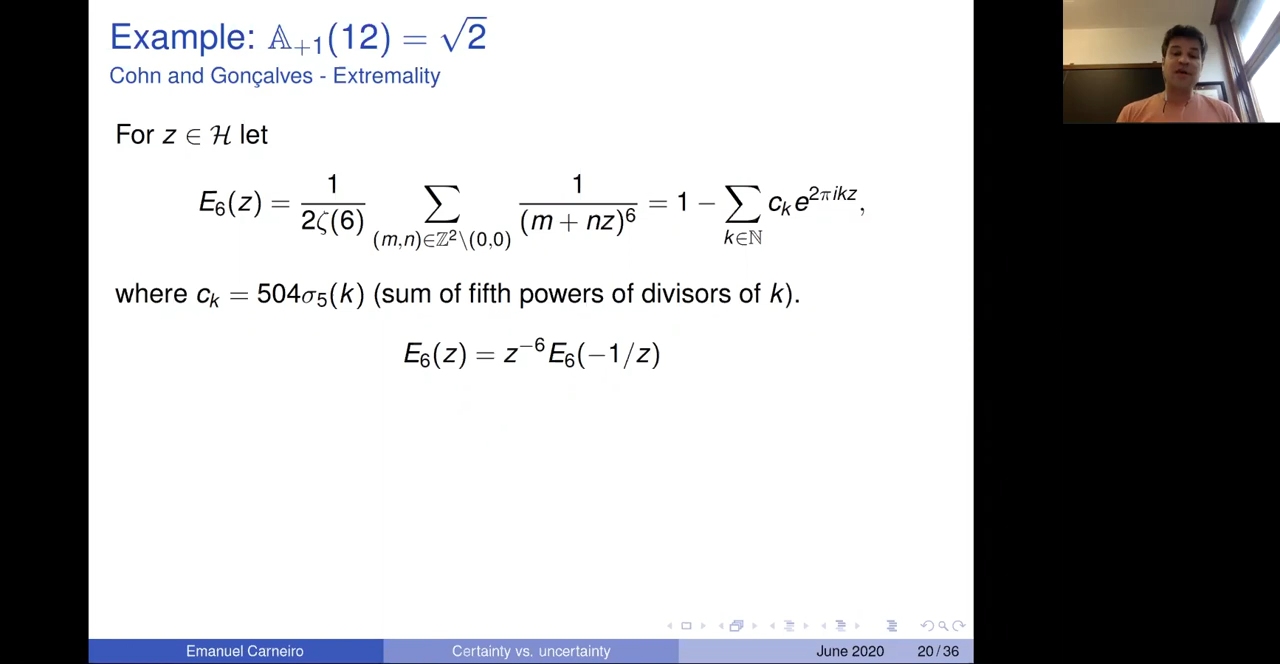 Example: 𝔸₊₁(12) = √2
Cohn and Gonçalves - Extremality
For z ∈ ℋ let
E₆(z) = 1/(2ζ(6)) ∑_{(m,n)∈ℤ²\(0,0)} 1/(m + nz)⁶ = 1 − ∑_{k∈ℕ} cₖe^{2πikz},
where cₖ = 504σ₅(k) (sum of fifth powers of divisors of k).
E₆(z) = z⁻⁶E₆(−1/z)
Emanuel Carneiro Certainty vs. uncertainty June 2020 20 / 36